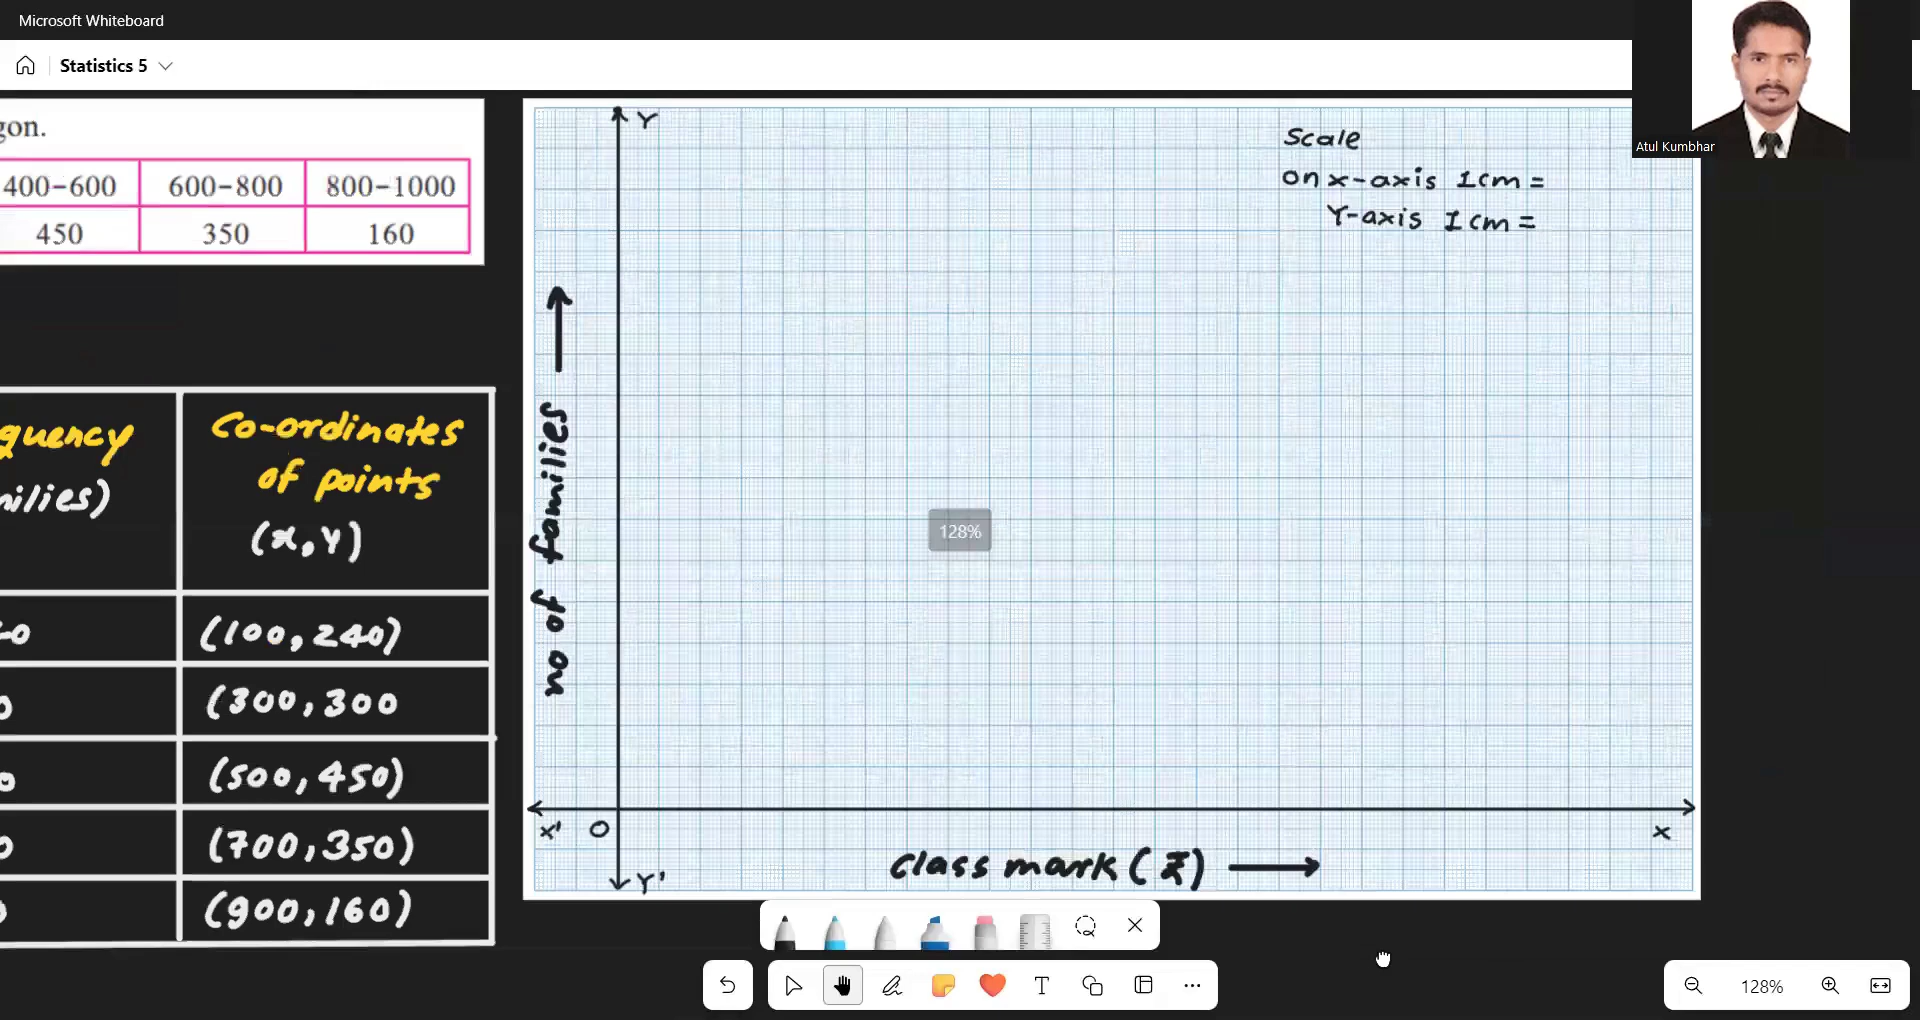 Microsoft Whiteboard
Statistics 5
Atul Kumbhar
gon.
400-600 600-800 800-1000
450 350 160
quency
milies)
Co-ordinates
of points
(x,Y)
(100,240)
(300,300
(500,450)
(700,350)
(900,160)
Y
Scale
on x-axis 1cm =
Y-axis 1cm =
no of families
128%
X' O X
class mark (x̄)
Y'
128%